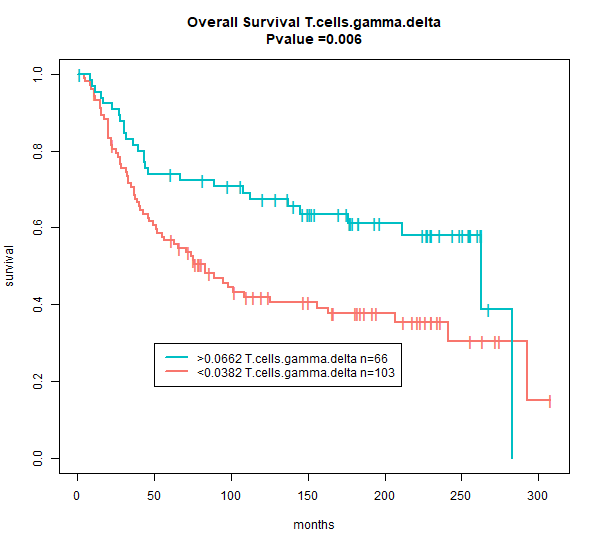 Overall Survival T.cells.gamma.delta
Pvalue =0.006
survival
1.0
0.8
0.6
0.4
0.2
0.0
>0.0662 T.cells.gamma.delta n=66
<0.0382 T.cells.gamma.delta n=103
0 50 100 150 200 250 300
months